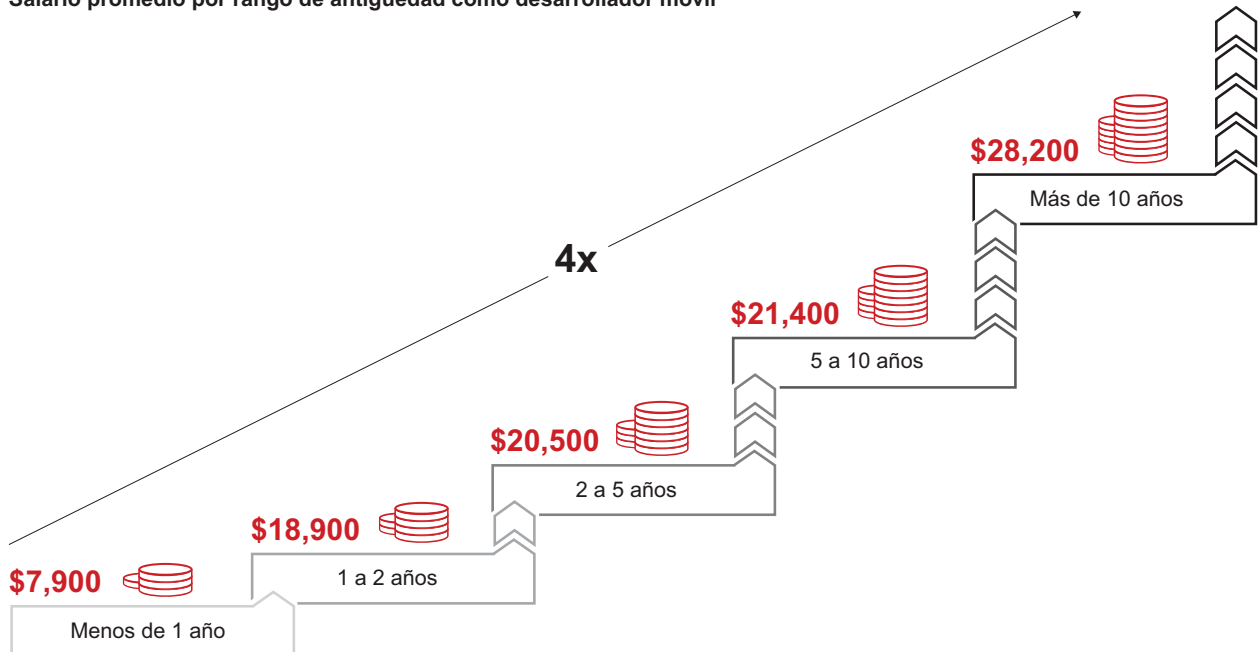 Salario promedio por rango de antigüedad como desarrollador móvil
$28,200
Más de 10 años
4x
$21,400
5 a 10 años
$20,500
2 a 5 años
$18,900
1 a 2 años
$7,900
Menos de 1 año